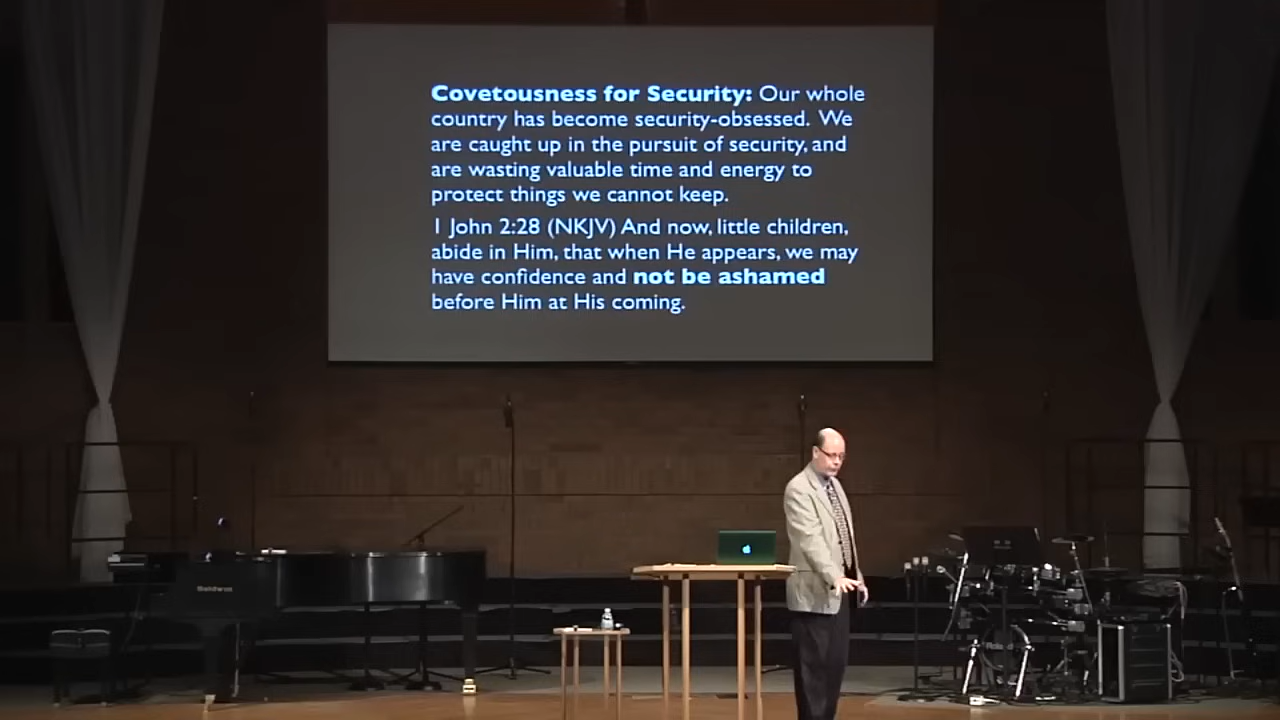 Covetousness for Security: Our whole
country has become security-obsessed. We
are caught up in the pursuit of security, and
are wasting valuable time and energy to
protect things we cannot keep.
1 John 2:28 (NKJV) And now, little children,
abide in Him, that when He appears, we may
have confidence and not be ashamed
before Him at His coming.
Baldwin
Roland